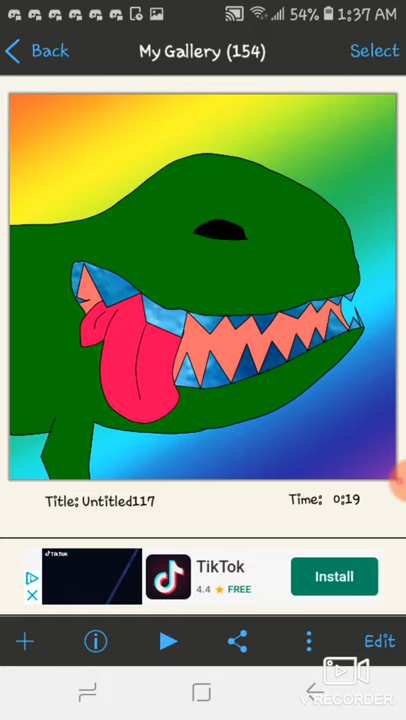 54% 1:37 AM
Back My Gallery (154) Select
Title: Untitled117 Time: 0:19
TikTok
TikTok
4.4 ★ FREE
Install
Edit
V RECORDER